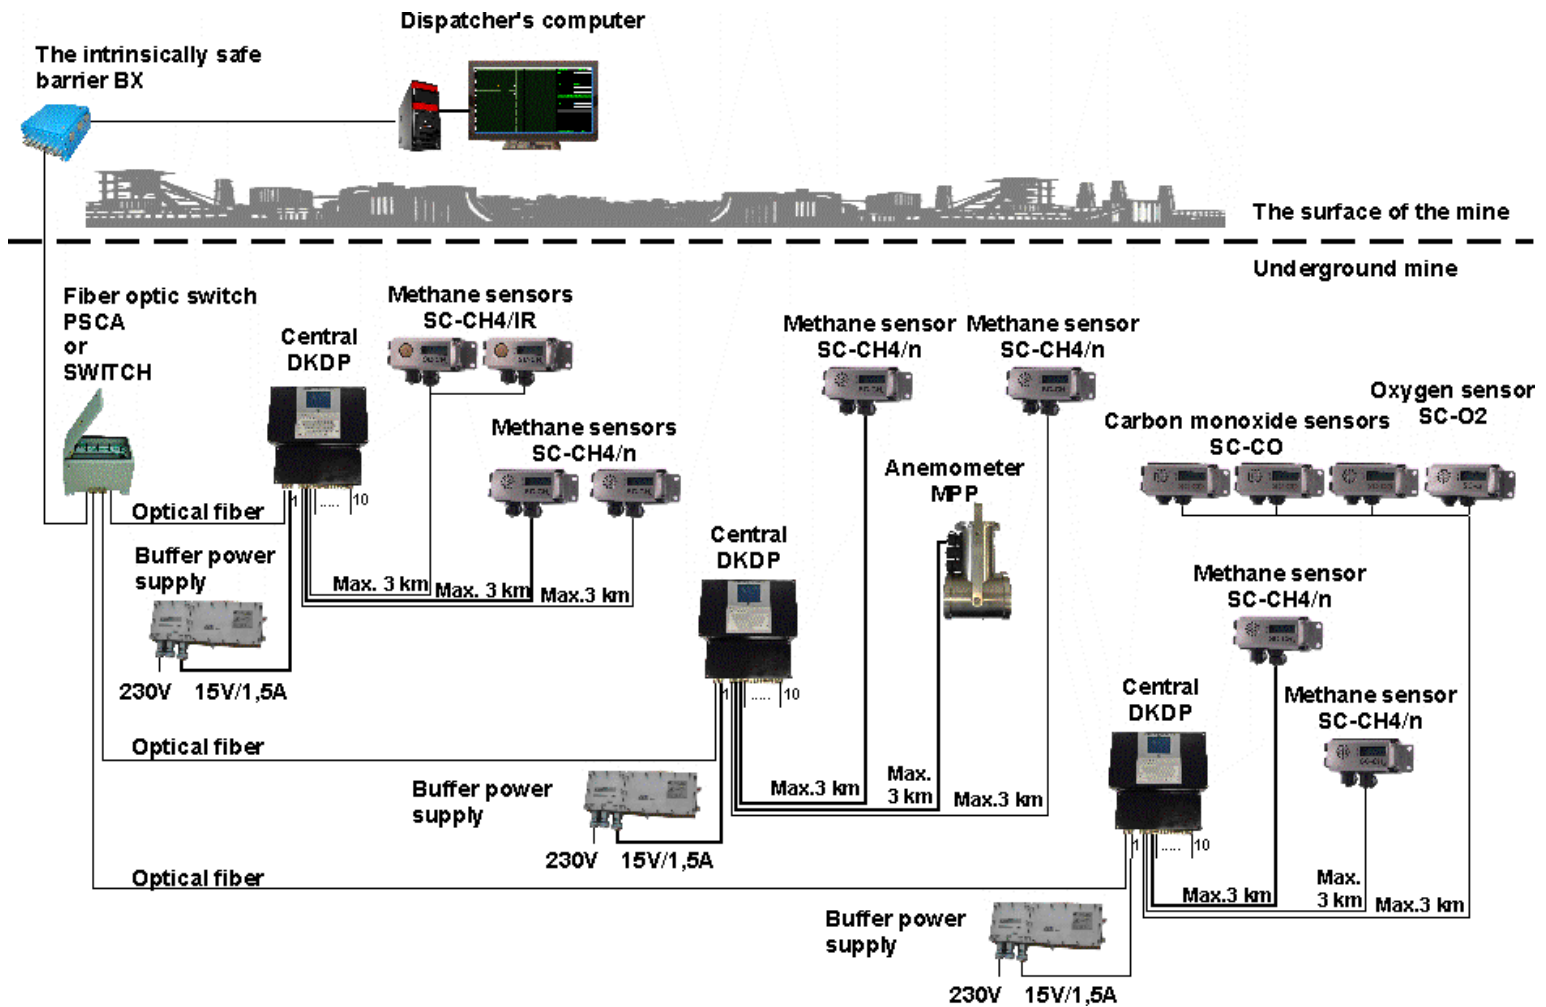 Dispatcher's computer
The intrinsically safe
barrier BX
The surface of the mine
Underground mine
Fiber optic switch
PSCA
or
SWITCH
Central
DKDP
Methane sensors
SC-CH4/IR
Methane sensors
SC-CH4/n
1
.....
10
Optical fiber
Buffer power
supply
230V
15V/1,5A
Max. 3 km
Max. 3 km
Max.3 km
Methane sensor
SC-CH4/n
Methane sensor
SC-CH4/n
Anemometer
MPP
Central
DKDP
1
.....
10
Optical fiber
Buffer power
supply
230V
15V/1,5A
Max.3 km
Max.
3 km
Max.3 km
Oxygen sensor
SC-O2
Carbon monoxide sensors
SC-CO
Methane sensor
SC-CH4/n
Methane sensor
SC-CH4/n
Central
DKDP
1
.....
10
Optical fiber
Buffer power
supply
230V
15V/1,5A
Max.3 km
Max.
3 km
Max.3 km